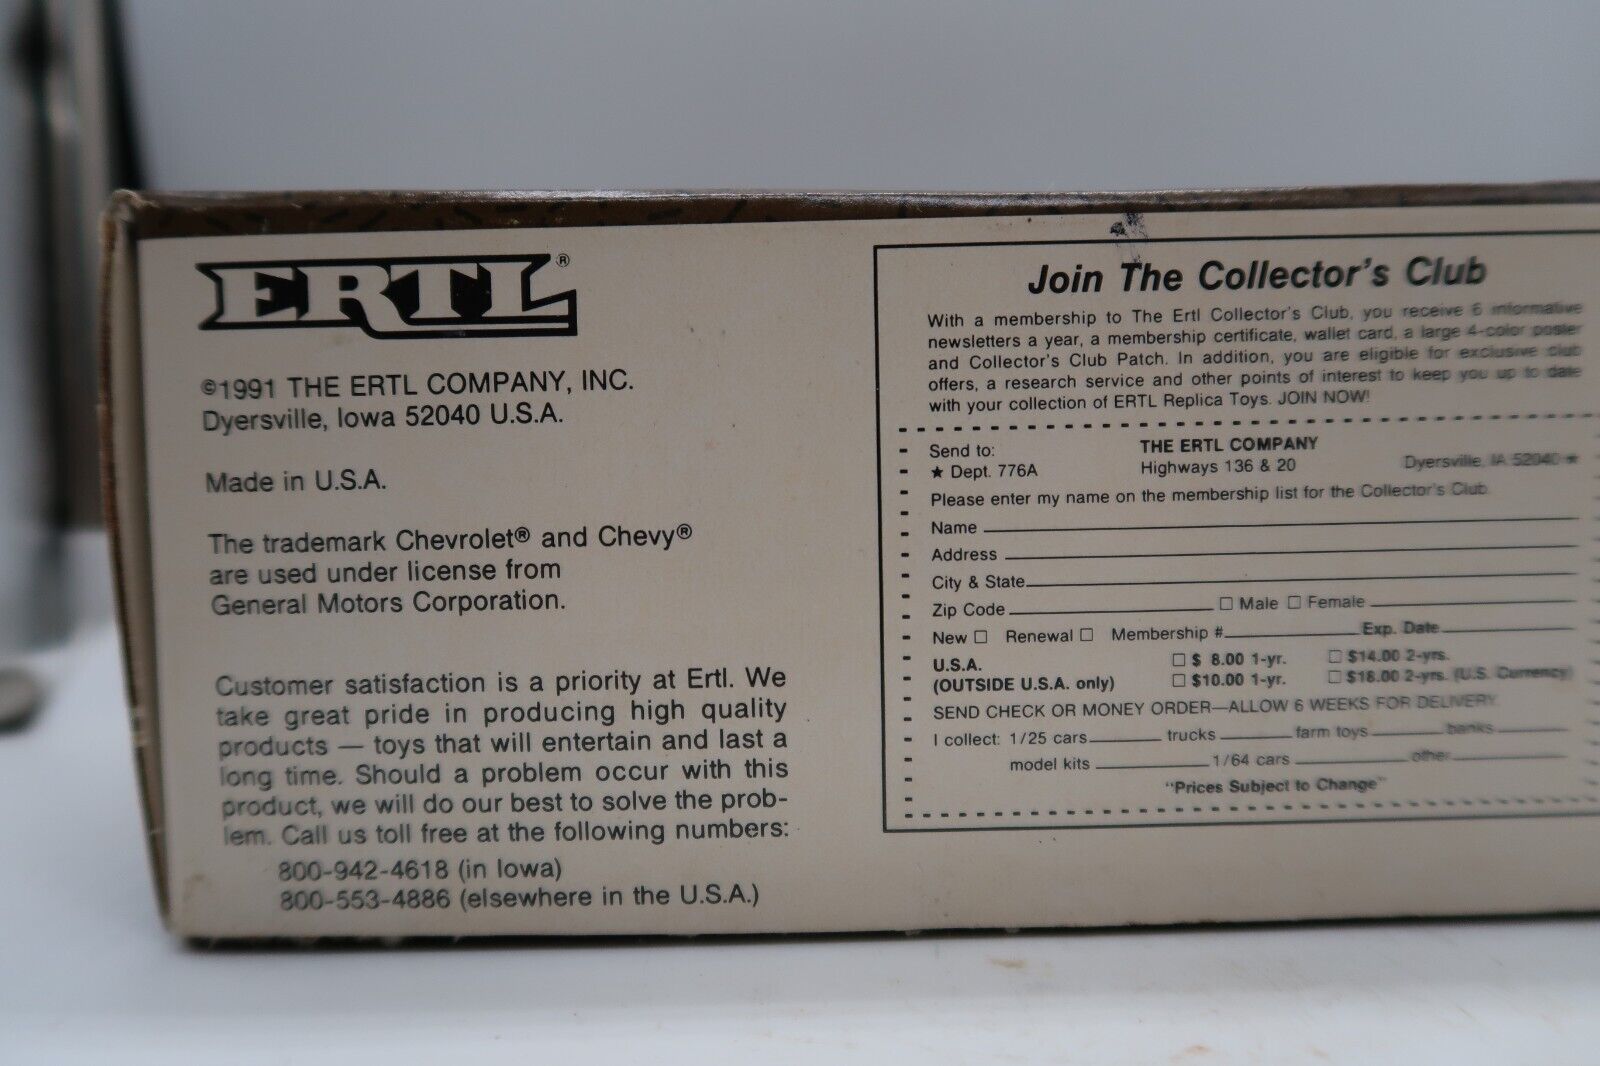 ERTL®
©1991 THE ERTL COMPANY, INC.
Dyersville, Iowa 52040 U.S.A.
Made in U.S.A.
The trademark Chevrolet® and Chevy®
are used under license from
General Motors Corporation.
Customer satisfaction is a priority at Ertl. We
take great pride in producing high quality
products — toys that will entertain and last a
long time. Should a problem occur with this
product, we will do our best to solve the prob-
lem. Call us toll free at the following numbers:
800-942-4618 (in Iowa)
800-553-4886 (elsewhere in the U.S.A.)
Join The Collector's Club
With a membership to The Ertl Collector's Club, you receive 6 informative
newsletters a year, a membership certificate, wallet card, a large 4-color poster
and Collector's Club Patch. In addition, you are eligible for exclusive club
offers, a research service and other points of interest to keep you up to date
with your collection of ERTL Replica Toys. JOIN NOW!
Send to: THE ERTL COMPANY
★ Dept. 776A Highways 136 & 20 Dyersville, IA 52040 ★
Please enter my name on the membership list for the Collector's Club.
Name
Address
City & State
Zip Code ☐ Male ☐ Female
New ☐ Renewal ☐ Membership # Exp. Date
U.S.A. ☐ $ 8.00 1-yr. ☐ $14.00 2-yrs.
(OUTSIDE U.S.A. only) ☐ $10.00 1-yr. ☐ $18.00 2-yrs. (U.S. Currency)
SEND CHECK OR MONEY ORDER—ALLOW 6 WEEKS FOR DELIVERY.
I collect: 1/25 cars trucks farm toys banks
model kits 1/64 cars other
"Prices Subject to Change"